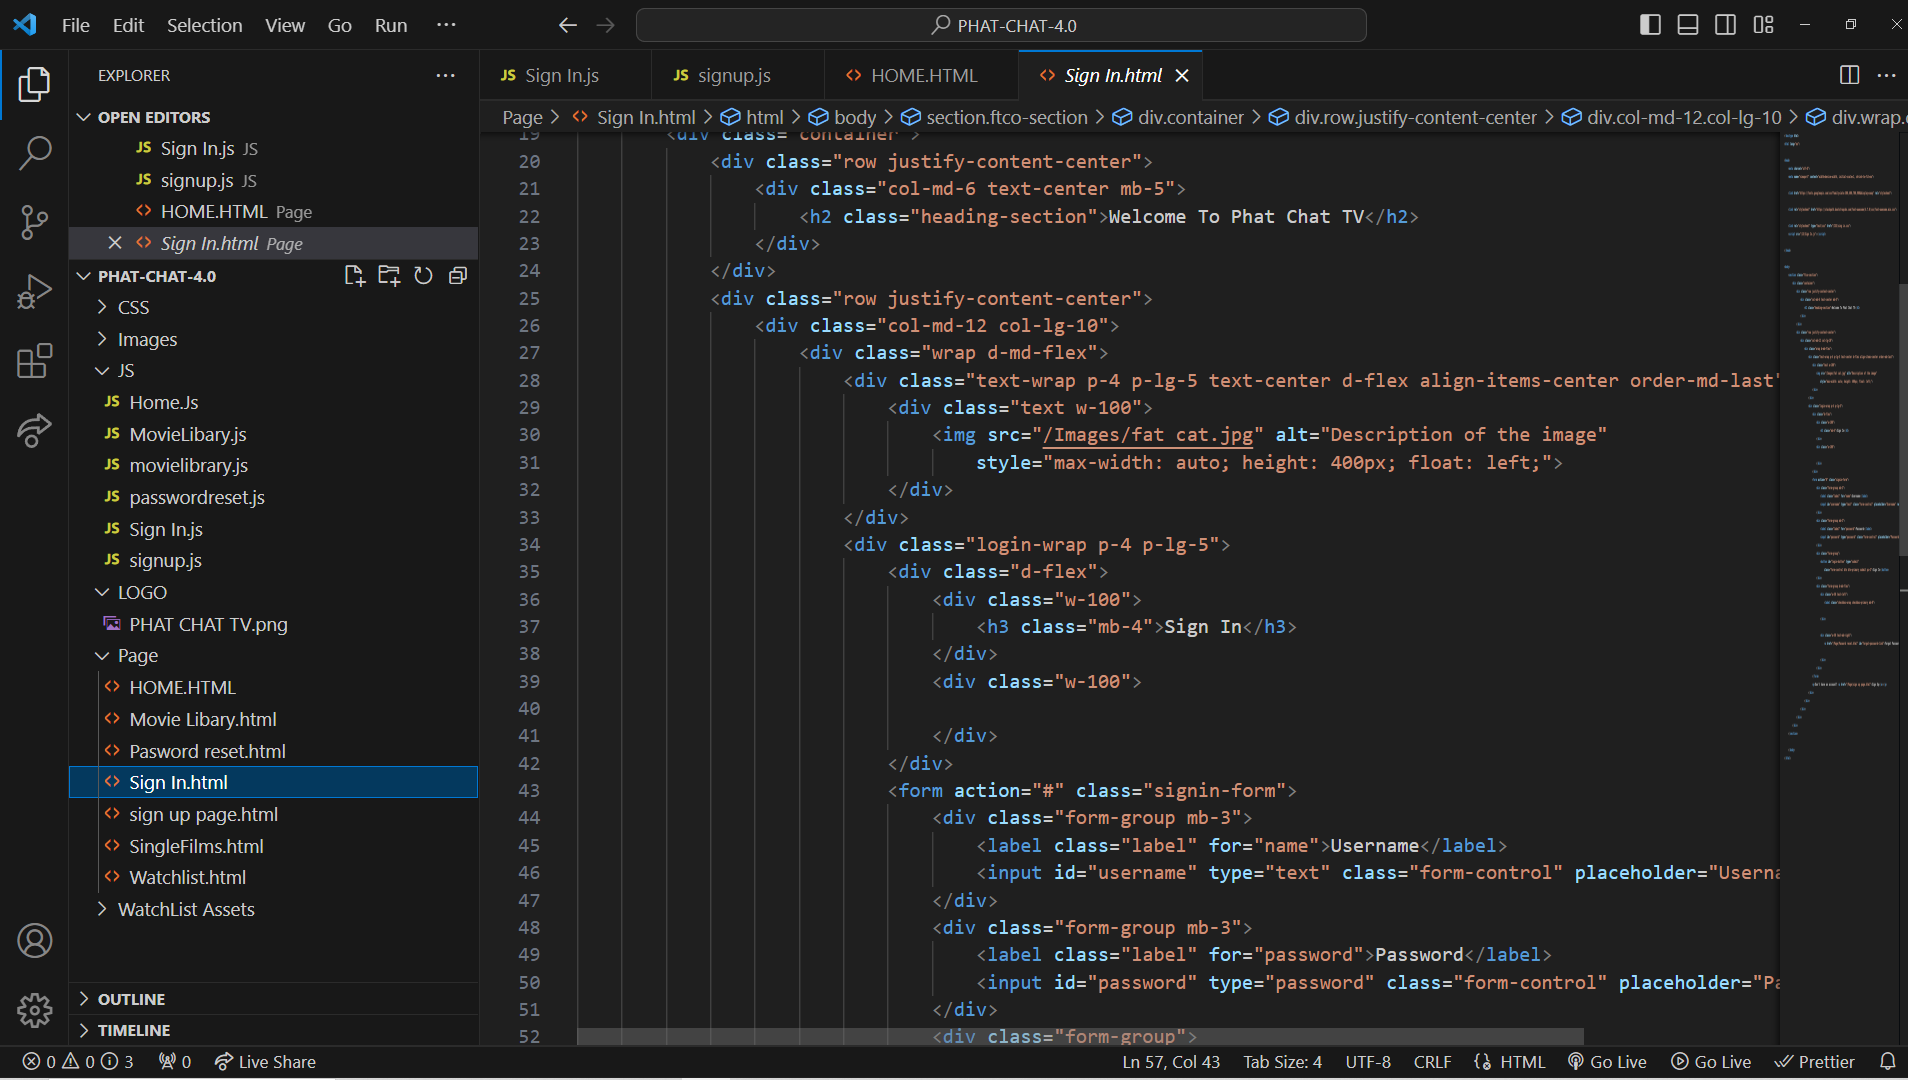 File Edit Selection View Go Run ··· PHAT-CHAT-4.0
EXPLORER
JS Sign In.js
JS signup.js
HOME.HTML
Sign In.html
Page > Sign In.html > html > body > section.ftco-section > div.container > div.row.justify-content-center > div.col-md-12.col-lg-10 > div.wrap.
OPEN EDITORS
JS Sign In.js JS
JS signup.js JS
HOME.HTML Page
Sign In.html Page
PHAT-CHAT-4.0
CSS
Images
JS
JS Home.Js
JS MovieLibary.js
JS movielibrary.js
JS passwordreset.js
JS Sign In.js
JS signup.js
LOGO
PHAT CHAT TV.png
Page
HOME.HTML
Movie Libary.html
Pasword reset.html
Sign In.html
sign up page.html
SingleFilms.html
Watchlist.html
WatchList Assets
OUTLINE
TIMELINE
19 <div class="container">
20 <div class="row justify-content-center">
21 <div class="col-md-6 text-center mb-5">
22 <h2 class="heading-section">Welcome To Phat Chat TV</h2>
23 </div>
24 </div>
25 <div class="row justify-content-center">
26 <div class="col-md-12 col-lg-10">
27 <div class="wrap d-md-flex">
28 <div class="text-wrap p-4 p-lg-5 text-center d-flex align-items-center order-md-last"
29 <div class="text w-100">
30 <img src="/Images/fat cat.jpg" alt="Description of the image"
31 style="max-width: auto; height: 400px; float: left;">
32 </div>
33 </div>
34 <div class="login-wrap p-4 p-lg-5">
35 <div class="d-flex">
36 <div class="w-100">
37 <h3 class="mb-4">Sign In</h3>
38 </div>
39 <div class="w-100">
40
41 </div>
42 </div>
43 <form action="#" class="signin-form">
44 <div class="form-group mb-3">
45 <label class="label" for="name">Username</label>
46 <input id="username" type="text" class="form-control" placeholder="Userna
47 </div>
48 <div class="form-group mb-3">
49 <label class="label" for="password">Password</label>
50 <input id="password" type="password" class="form-control" placeholder="Pa
51 </div>
52 <div class="form-group">
0 0 3 0 Live Share Ln 57, Col 43 Tab Size: 4 UTF-8 CRLF HTML Go Live Go Live Prettier